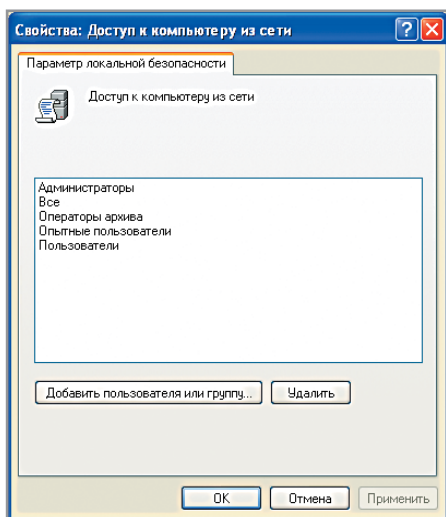 Свойства: Доступ к компьютеру из сети
Параметр локальной безопасности
Доступ к компьютеру из сети
Администраторы
Все
Операторы архива
Опытные пользователи
Пользователи
Добавить пользователя или группу... Удалить
OK Отмена Применить